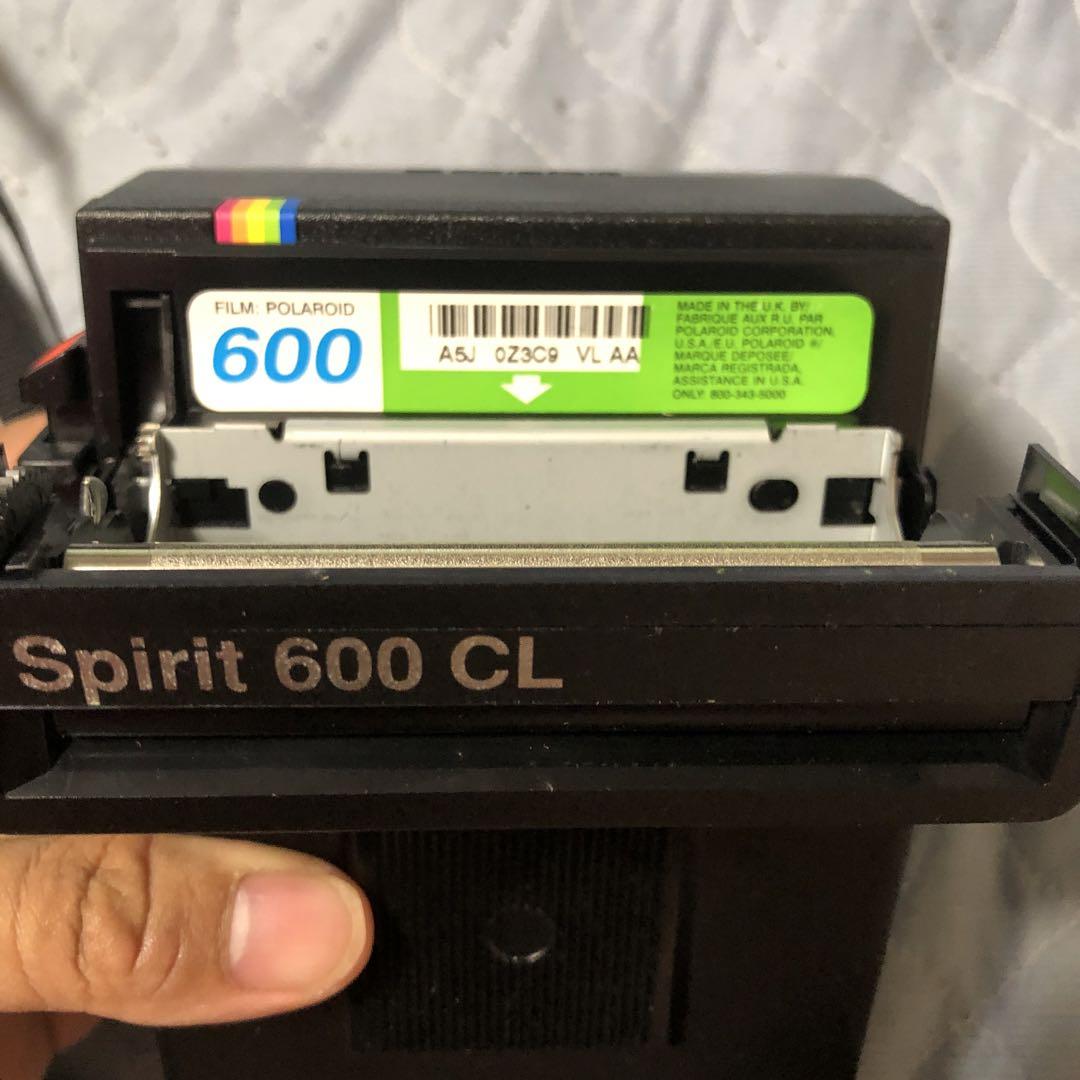 FILM: POLAROID
600
A5J 0Z3C9 VL AA
MADE IN THE U.K. BY/
FABRIQUE AUX R.U. PAR
POLAROID CORPORATION,
U.S.A./E.U. POLAROID ®/
MARQUE DEPOSEE/
MARCA REGISTRADA,
ASSISTANCE IN U.S.A.
ONLY: 800-343-5000
Spirit 600 CL